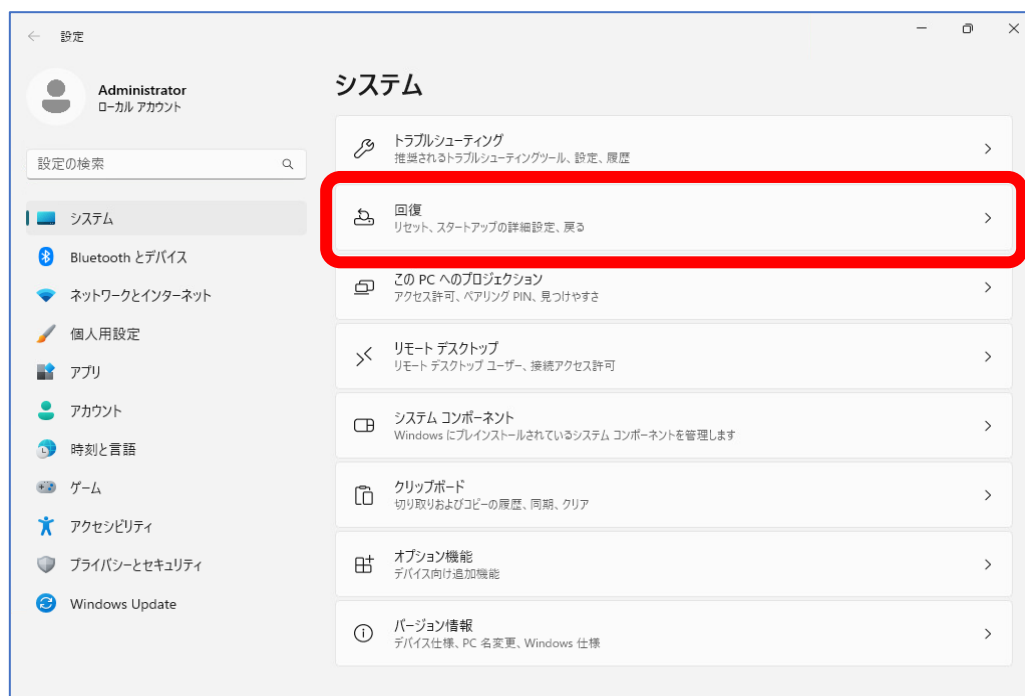 設定
Administrator
ローカル アカウント
設定の検索
システム
Bluetooth とデバイス
ネットワークとインターネット
個人用設定
アプリ
アカウント
時刻と言語
ゲーム
アクセシビリティ
プライバシーとセキュリティ
Windows Update
システム
トラブルシューティング
推奨されるトラブルシューティングツール、設定、履歴
回復
リセット、スタートアップの詳細設定、戻る
この PC へのプロジェクション
アクセス許可、ペアリング PIN、見つけやすさ
リモート デスクトップ
リモート デスクトップ ユーザー、接続アクセス許可
システム コンポーネント
Windows にプレインストールされているシステム コンポーネントを管理します
クリップボード
切り取りおよびコピーの履歴、同期、クリア
オプション機能
デバイス向け追加機能
バージョン情報
デバイス仕様、PC 名変更、Windows 仕様